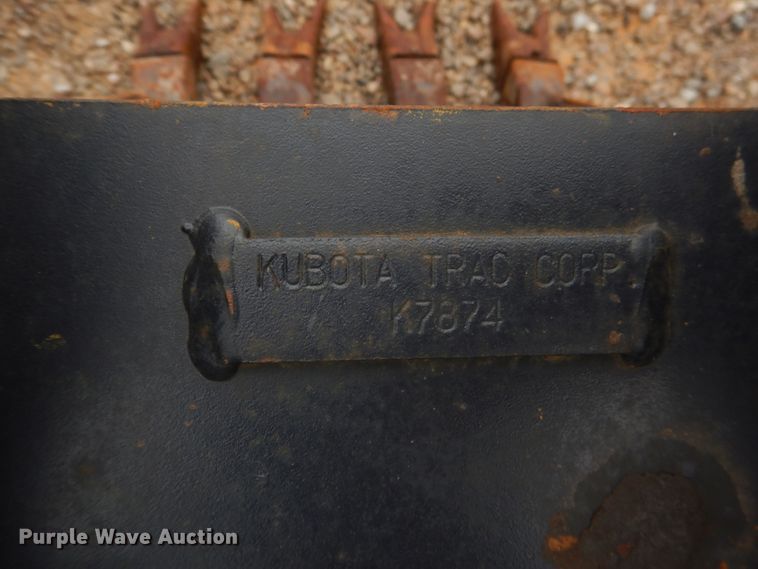 KUBOTA TRAC CORP.
K7874
Purple Wave Auction